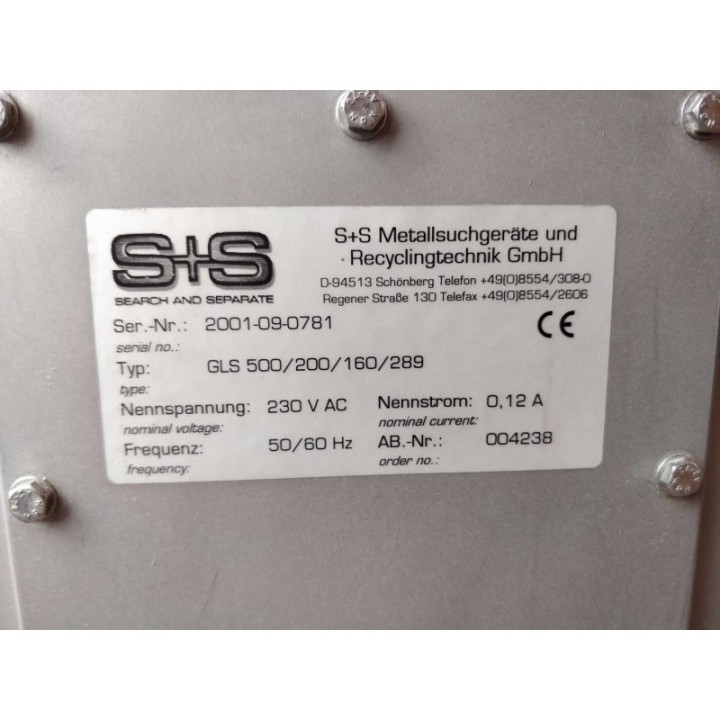 S+S
SEARCH AND SEPARATE
S+S Metallsuchgeräte und
Recyclingtechnik GmbH
D-94513 Schönberg Telefon +49(0)8554/308-0
Regener Straße 130 Telefax +49(0)8554/2606
CE
Ser.-Nr.: 2001-09-0781
serial no.:
Typ: GLS 500/200/160/289
type:
Nennspannung: 230 V AC Nennstrom: 0,12 A
nominal voltage: nominal current:
Frequenz: 50/60 Hz AB.-Nr.: 004238
frequency: order no.: